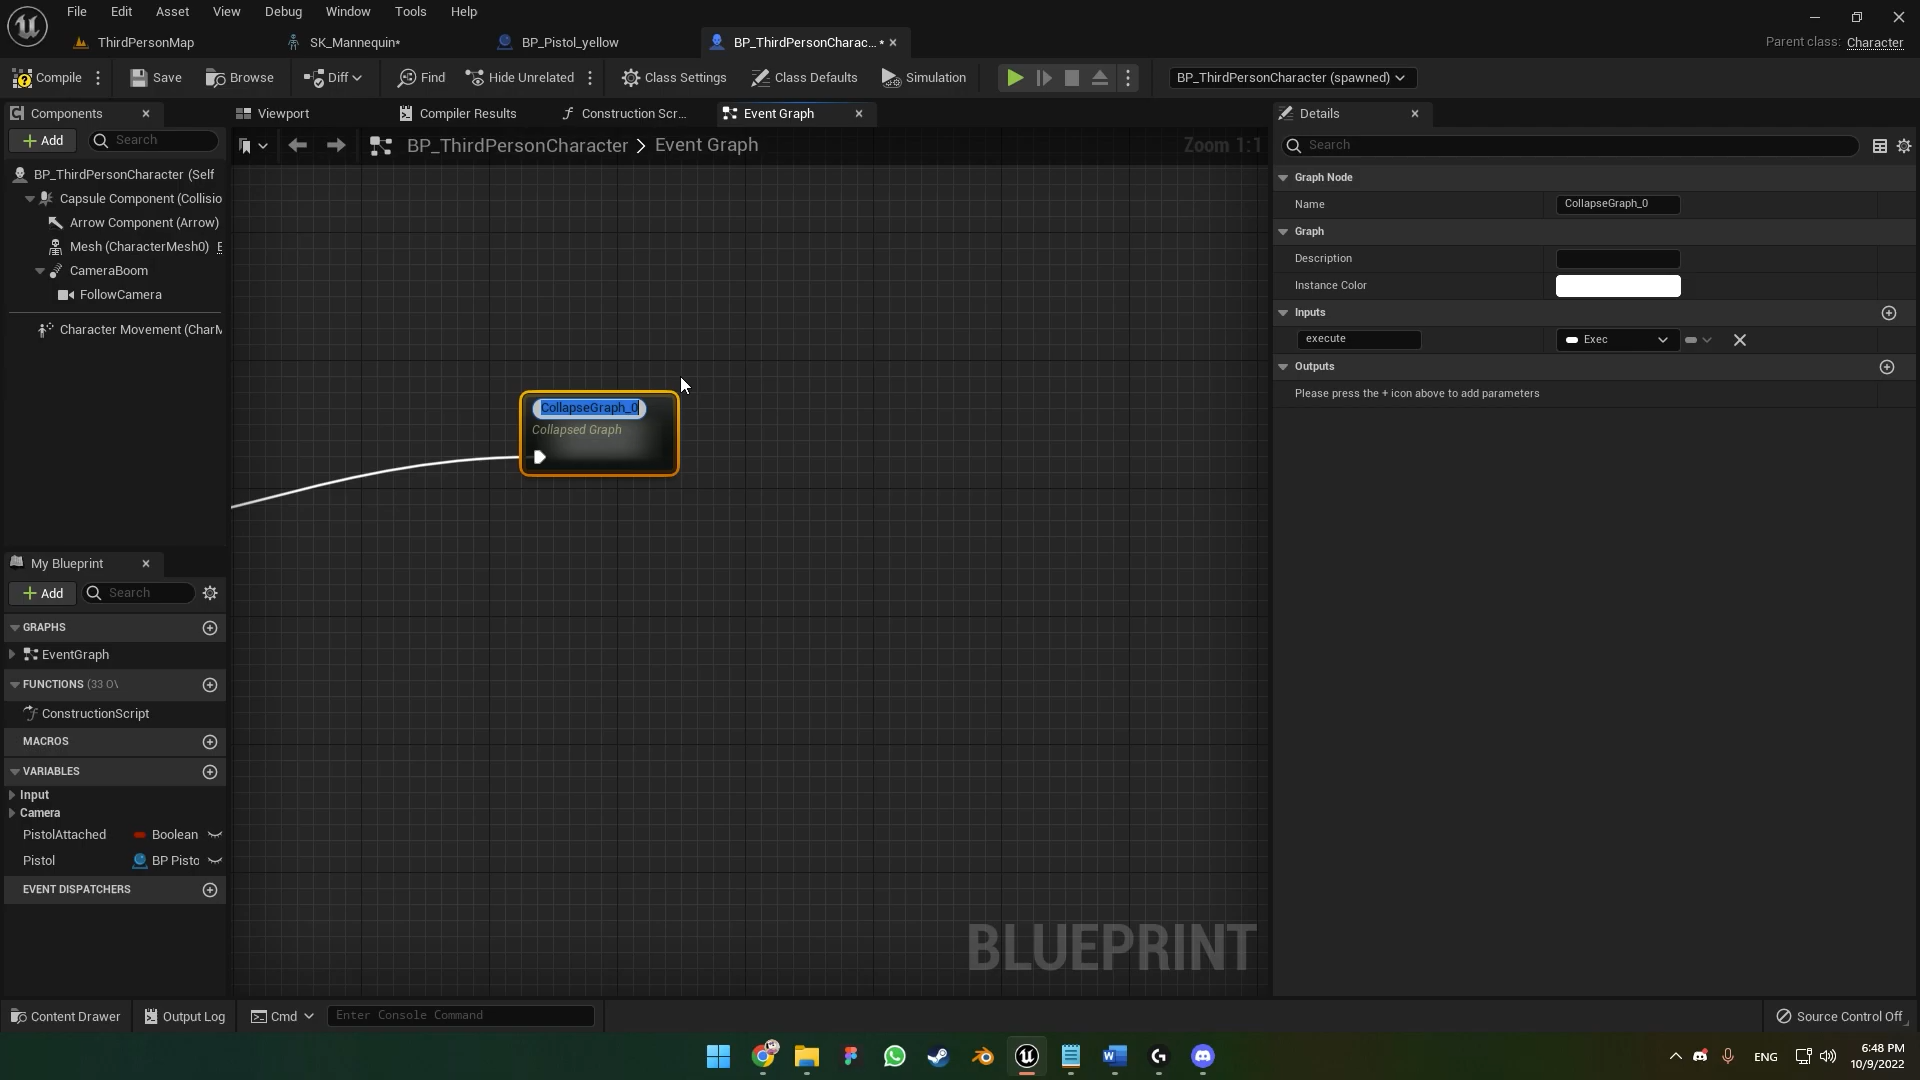 File Edit Asset View Debug Window Tools Help
ThirdPersonMap SK_Mannequin* BP_Pistol_yellow BP_ThirdPersonCharac... * Parent class: Character
Compile Save Browse Diff Find Hide Unrelated Class Settings Class Defaults Simulation BP_ThirdPersonCharacter (spawned)
Components Viewport Compiler Results Construction Scr... Event Graph Details
Add Search BP_ThirdPersonCharacter > Event Graph Zoom 1:1 Search
BP_ThirdPersonCharacter (Self
Capsule Component (Collisio
Arrow Component (Arrow)
Mesh (CharacterMesh0) E
CameraBoom
FollowCamera
Character Movement (CharM
Graph Node
Name CollapseGraph_0
Graph
Description
Instance Color
Inputs
execute Exec
Outputs
Please press the + icon above to add parameters
CollapseGraph_0
Collapsed Graph
My Blueprint
Add Search
GRAPHS
EventGraph
FUNCTIONS (33 O\
ConstructionScript
MACROS
VARIABLES
Input
Camera
PistolAttached Boolean
Pistol BP Pisto
EVENT DISPATCHERS
BLUEPRINT
Content Drawer Output Log Cmd Enter Console Command Source Control Off
ENG 6:48 PM
10/9/2022